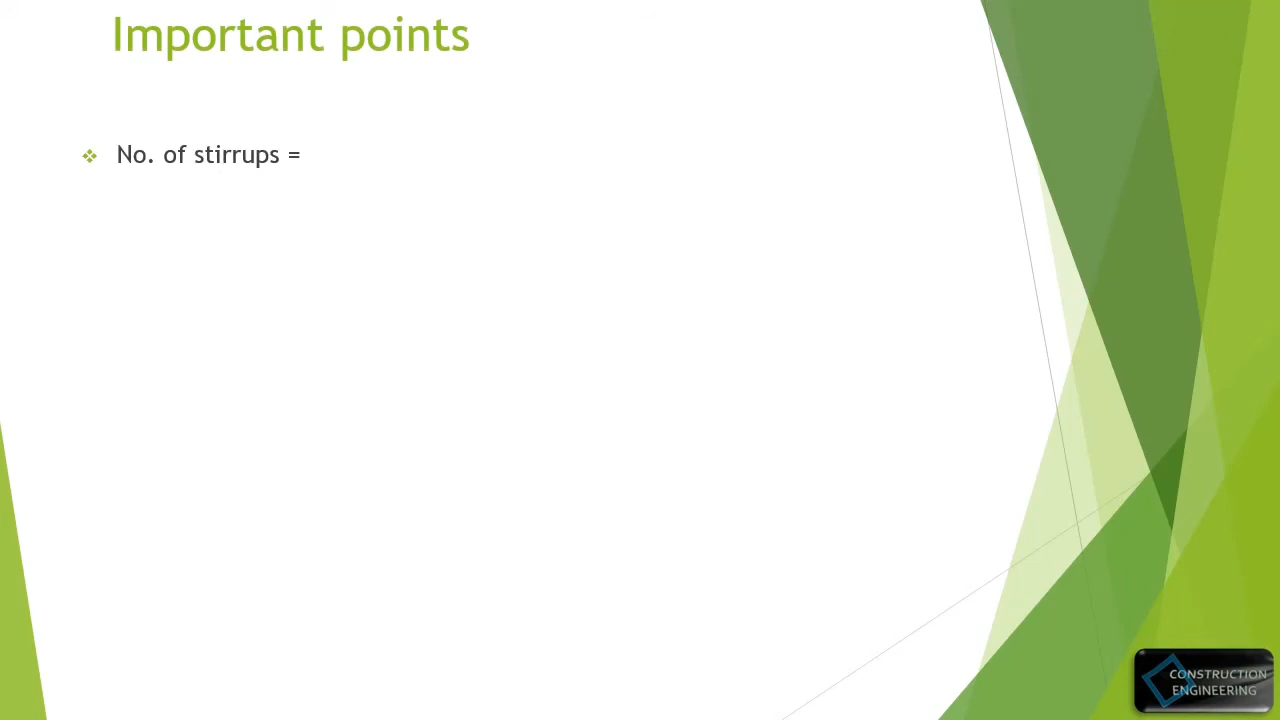 Important points
No. of stirrups =
CONSTRUCTION
ENGINEERING